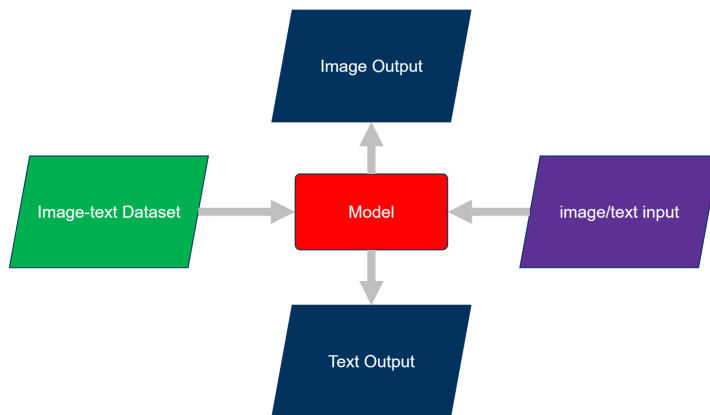 Image Output
Image-text Dataset
Model
image/text input
Text Output